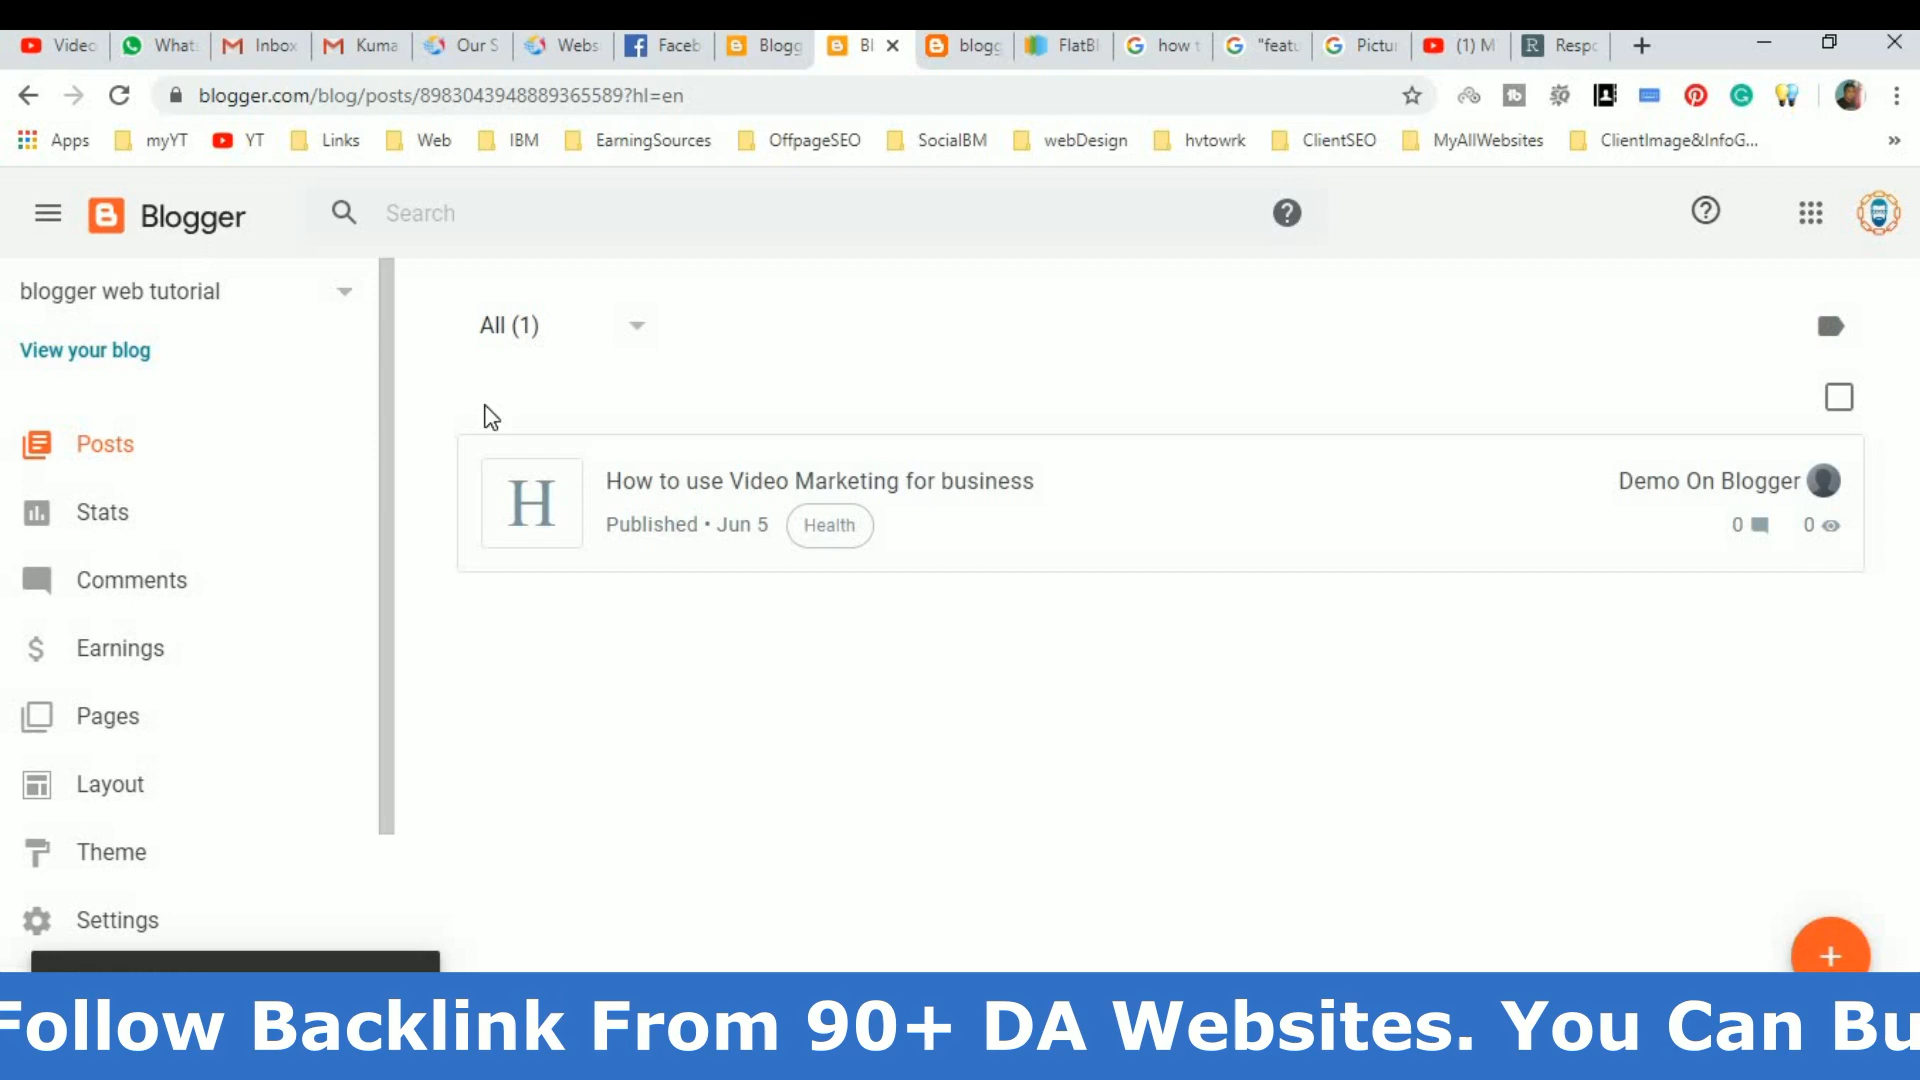 Video What: Inbox Kuma Our S Webs Faceb Blogg Bl blogg FlatBl how t "featu Pictur (1) M Respo
blogger.com/blog/posts/8983043948889365589?hl=en
Apps myYT YT Links Web IBM EarningSources OffpageSEO SocialBM webDesign hvtowrk ClientSEO MyAllWebsites ClientImage&InfoG... »
Blogger Search
blogger web tutorial
View your blog
Posts
Stats
Comments
Earnings
Pages
Layout
Theme
Settings
All (1)
H
How to use Video Marketing for business
Published • Jun 5 Health
Demo On Blogger
0 0
Follow Backlink From 90+ DA Websites. You Can Bu